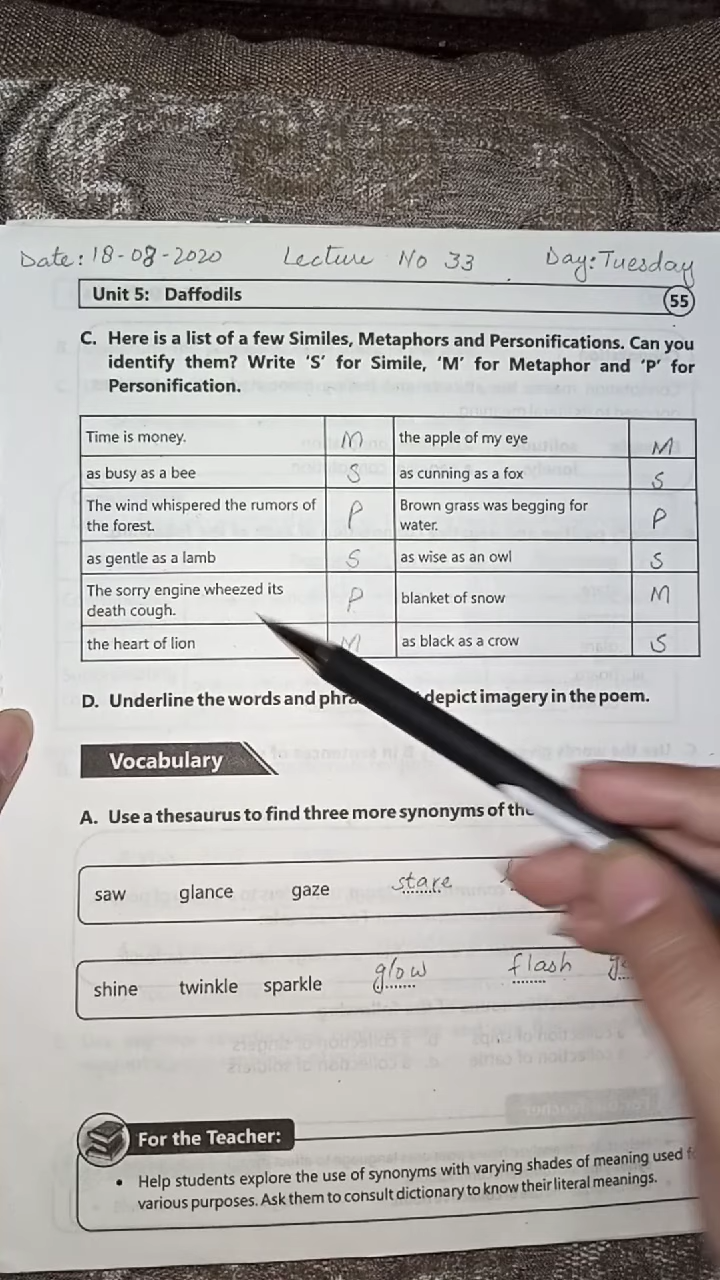 Date: 18-08-2020 Lecture No 33 Day: Tuesday
Unit 5: Daffodils 55
C. Here is a list of a few Similes, Metaphors and Personifications. Can you
identify them? Write ‘S’ for Simile, ‘M’ for Metaphor and ‘P’ for
Personification.
Time is money. M the apple of my eye M
as busy as a bee S as cunning as a fox S
The wind whispered the rumors of
the forest. P
Brown grass was begging for
water. P
as gentle as a lamb S as wise as an owl S
The sorry engine wheezed its
death cough. P
blanket of snow M
the heart of lion M as black as a crow S
D. Underline the words and depict imagery in the poem.
Vocabulary
A. Use a thesaurus to find three more synonyms of
saw glance gaze stare
shine twinkle sparkle glow flash
For the Teacher:
• Help students explore the use of synonyms with varying shades of meaning used
various purposes. Ask them to consult dictionary to know their literal meanings.